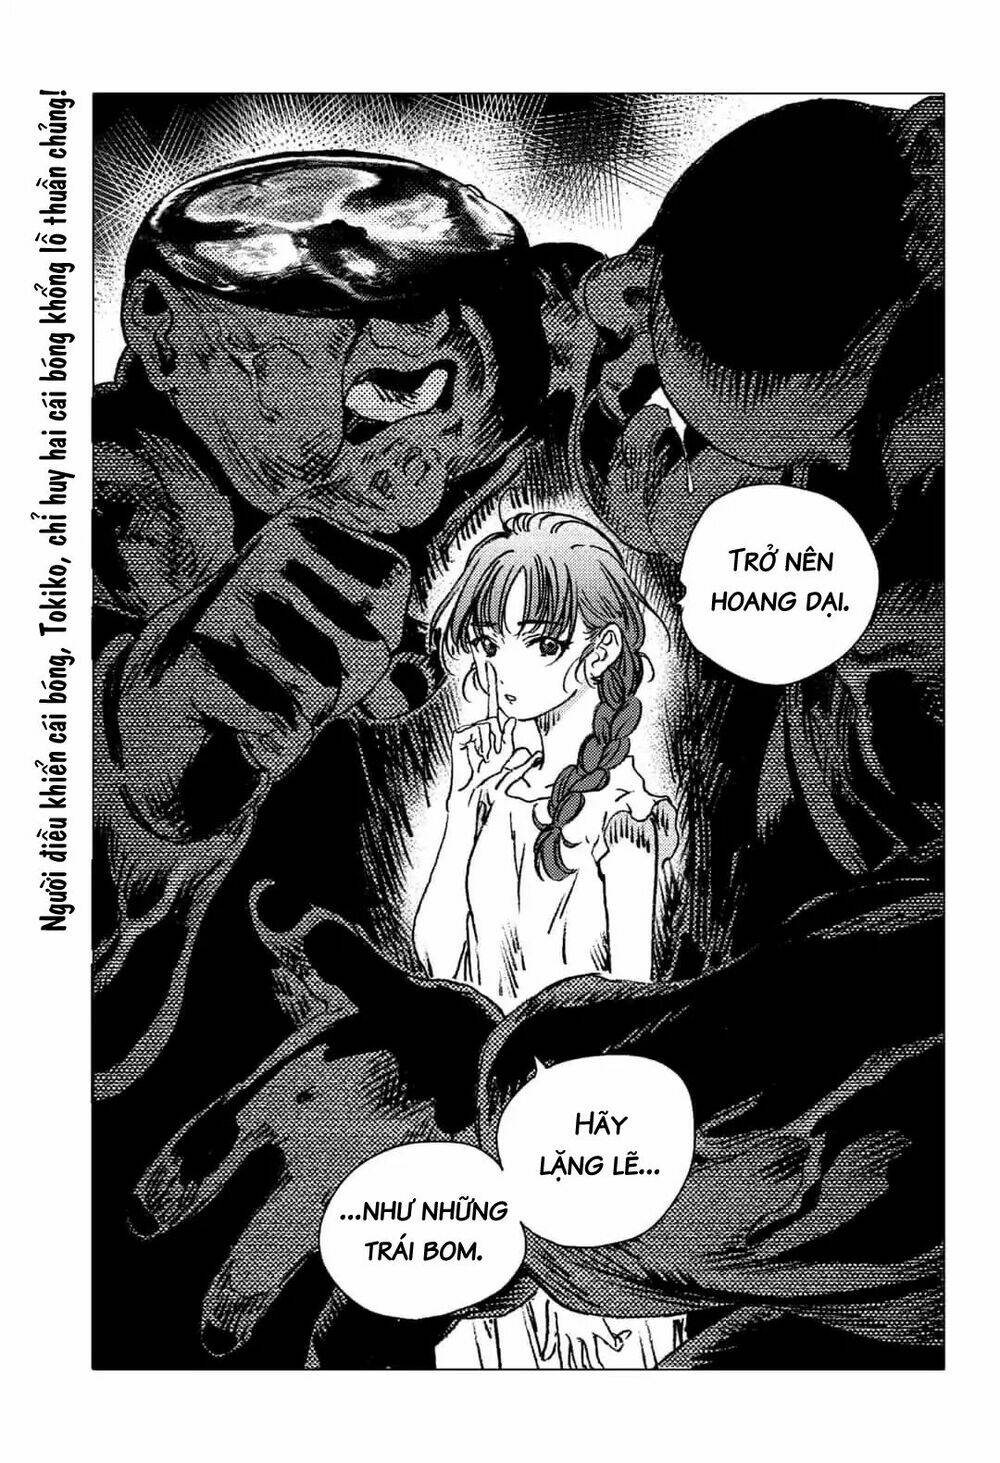 Người điều khiển cái bóng, Tokiko, chỉ huy hai cái bóng khổng lồ thuần chủng!
TRỞ NÊN
HOANG DẠI.
HÃY
LẶNG LẼ...
...NHƯ NHỮNG
TRÁI BOM.